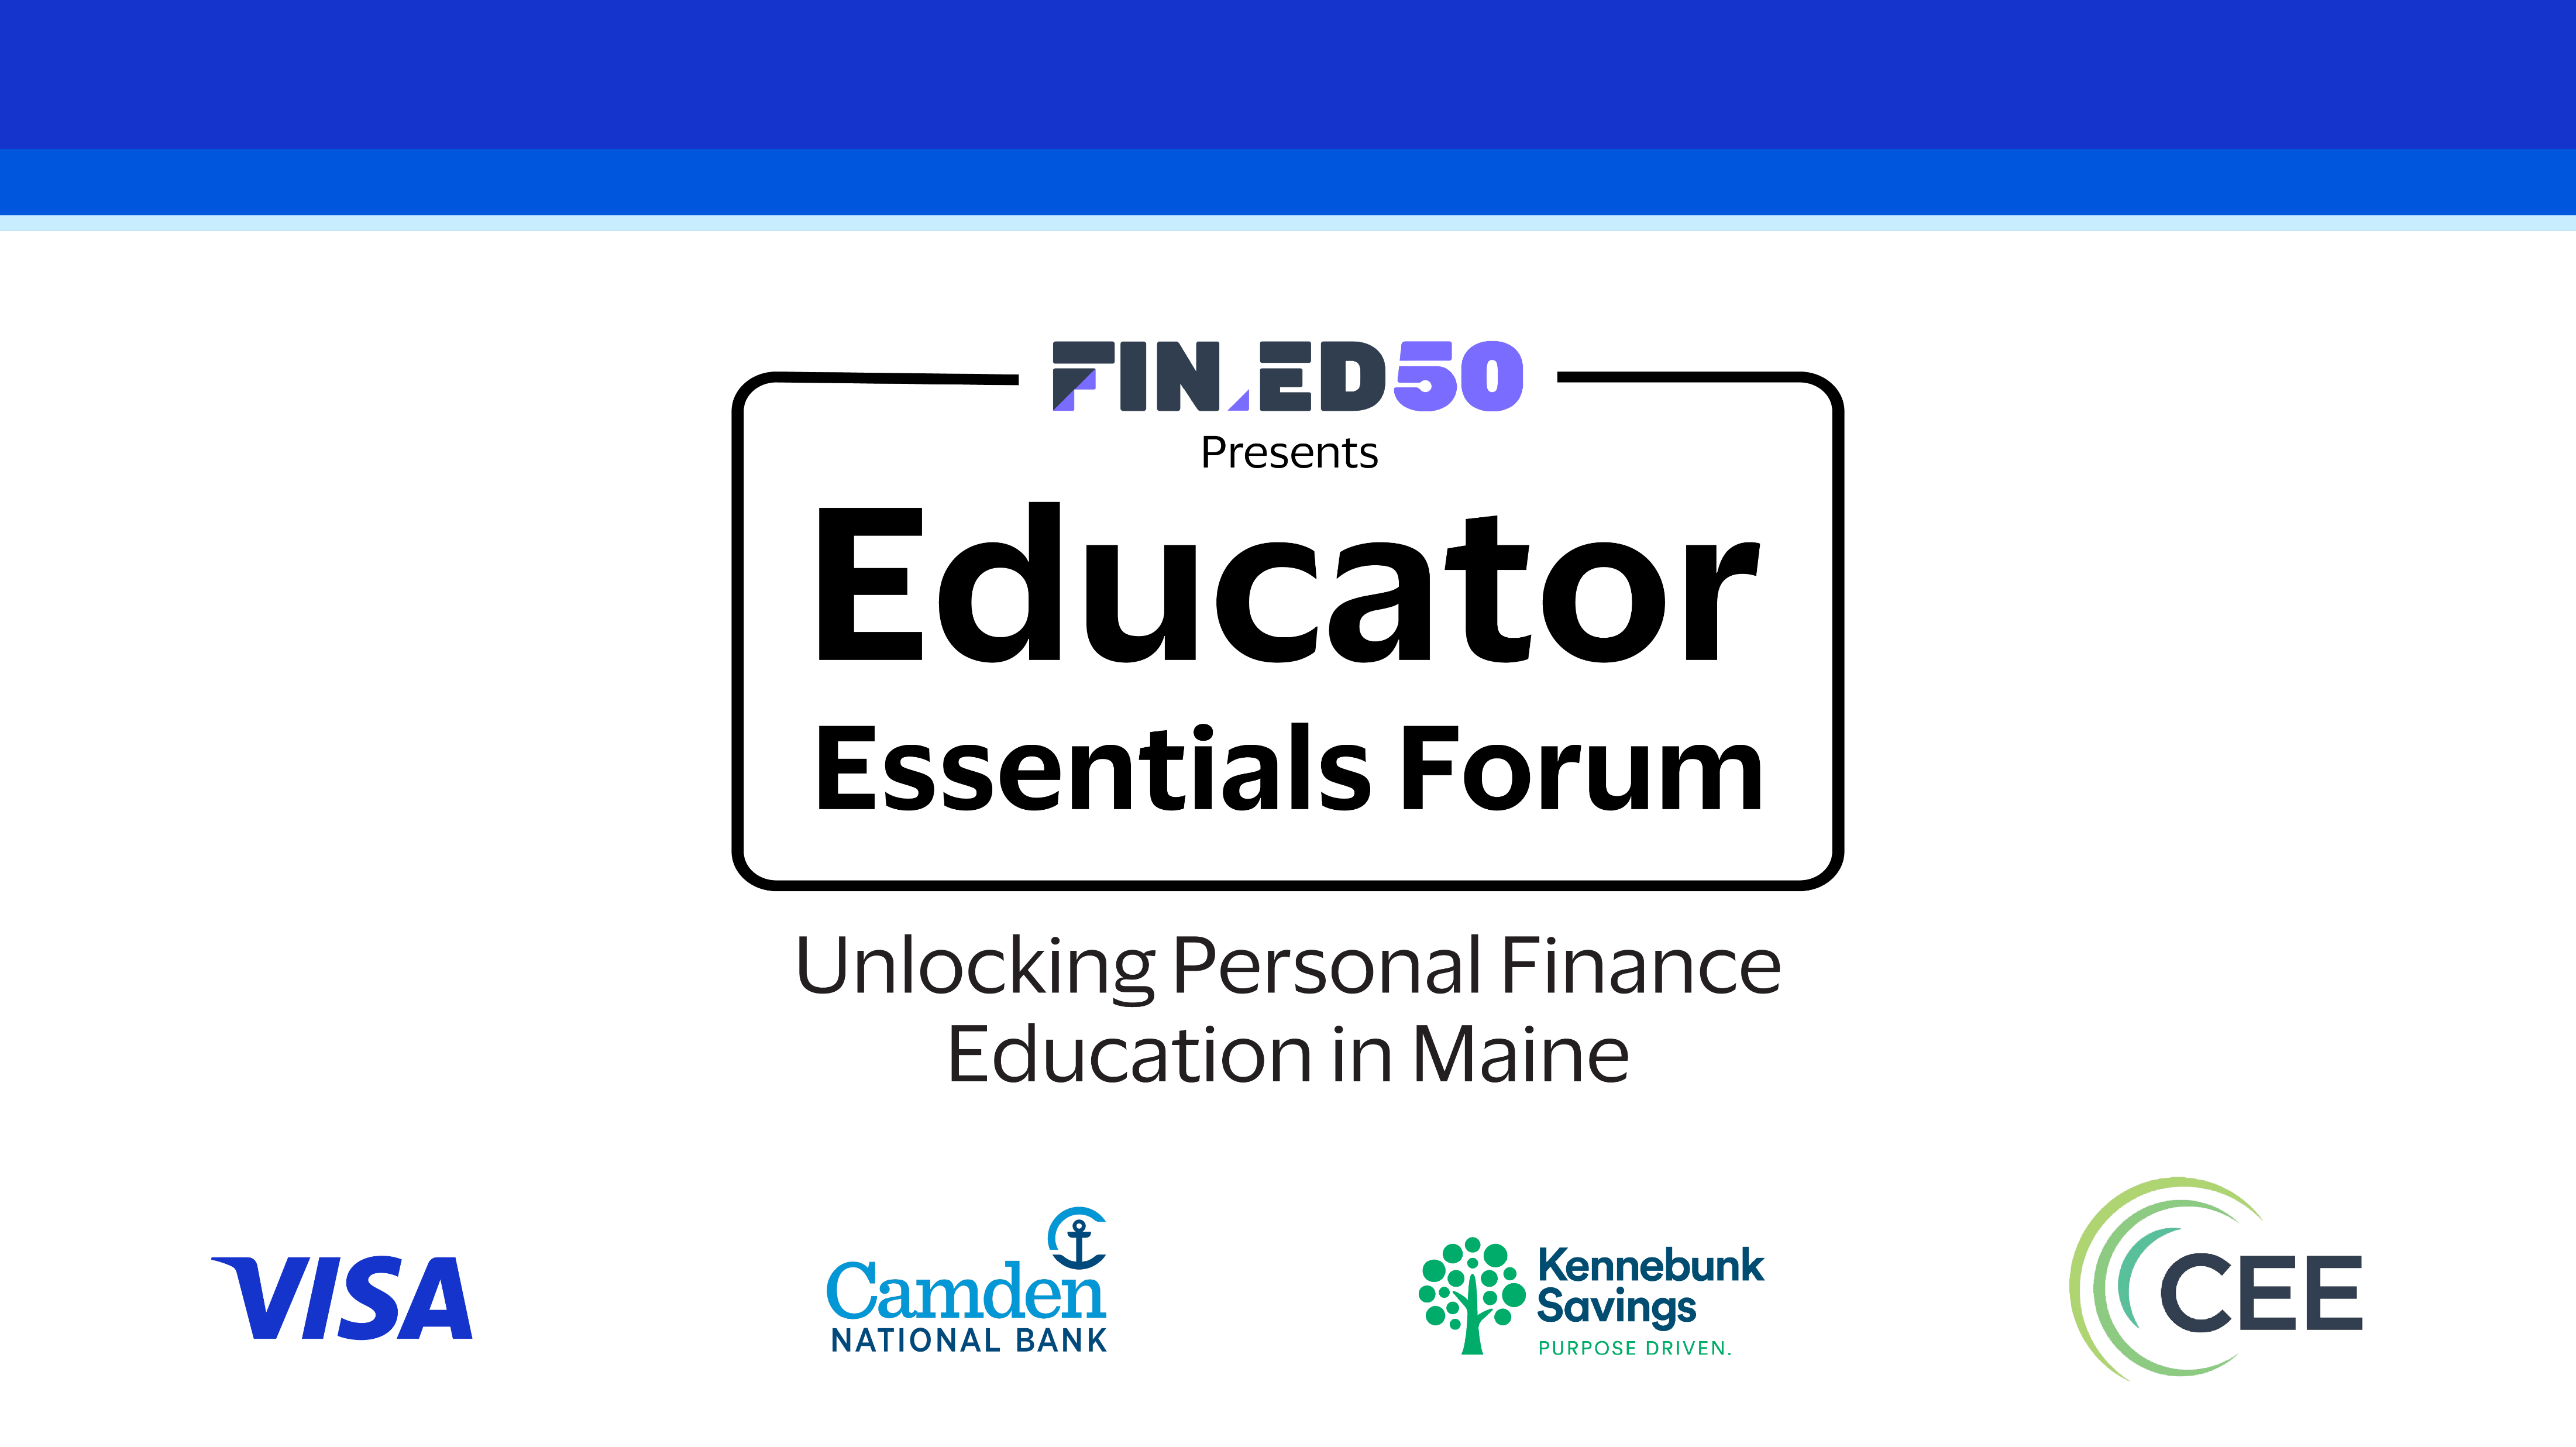 FIN.ED50
Presents
Educator
Essentials Forum
Unlocking Personal Finance
Education in Maine
VISA
Camden
NATIONAL BANK
Kennebunk
Savings
PURPOSE DRIVEN.
CEE